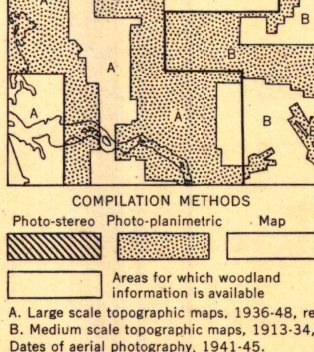 A
B
B
A
A
A
B
COMPILATION METHODS
Photo-stereo Photo-planimetric Map
Areas for which woodland
information is available
A. Large scale topographic maps, 1936-48, re
B. Medium scale topographic maps, 1913-34,
Dates of aerial photography, 1941-45.